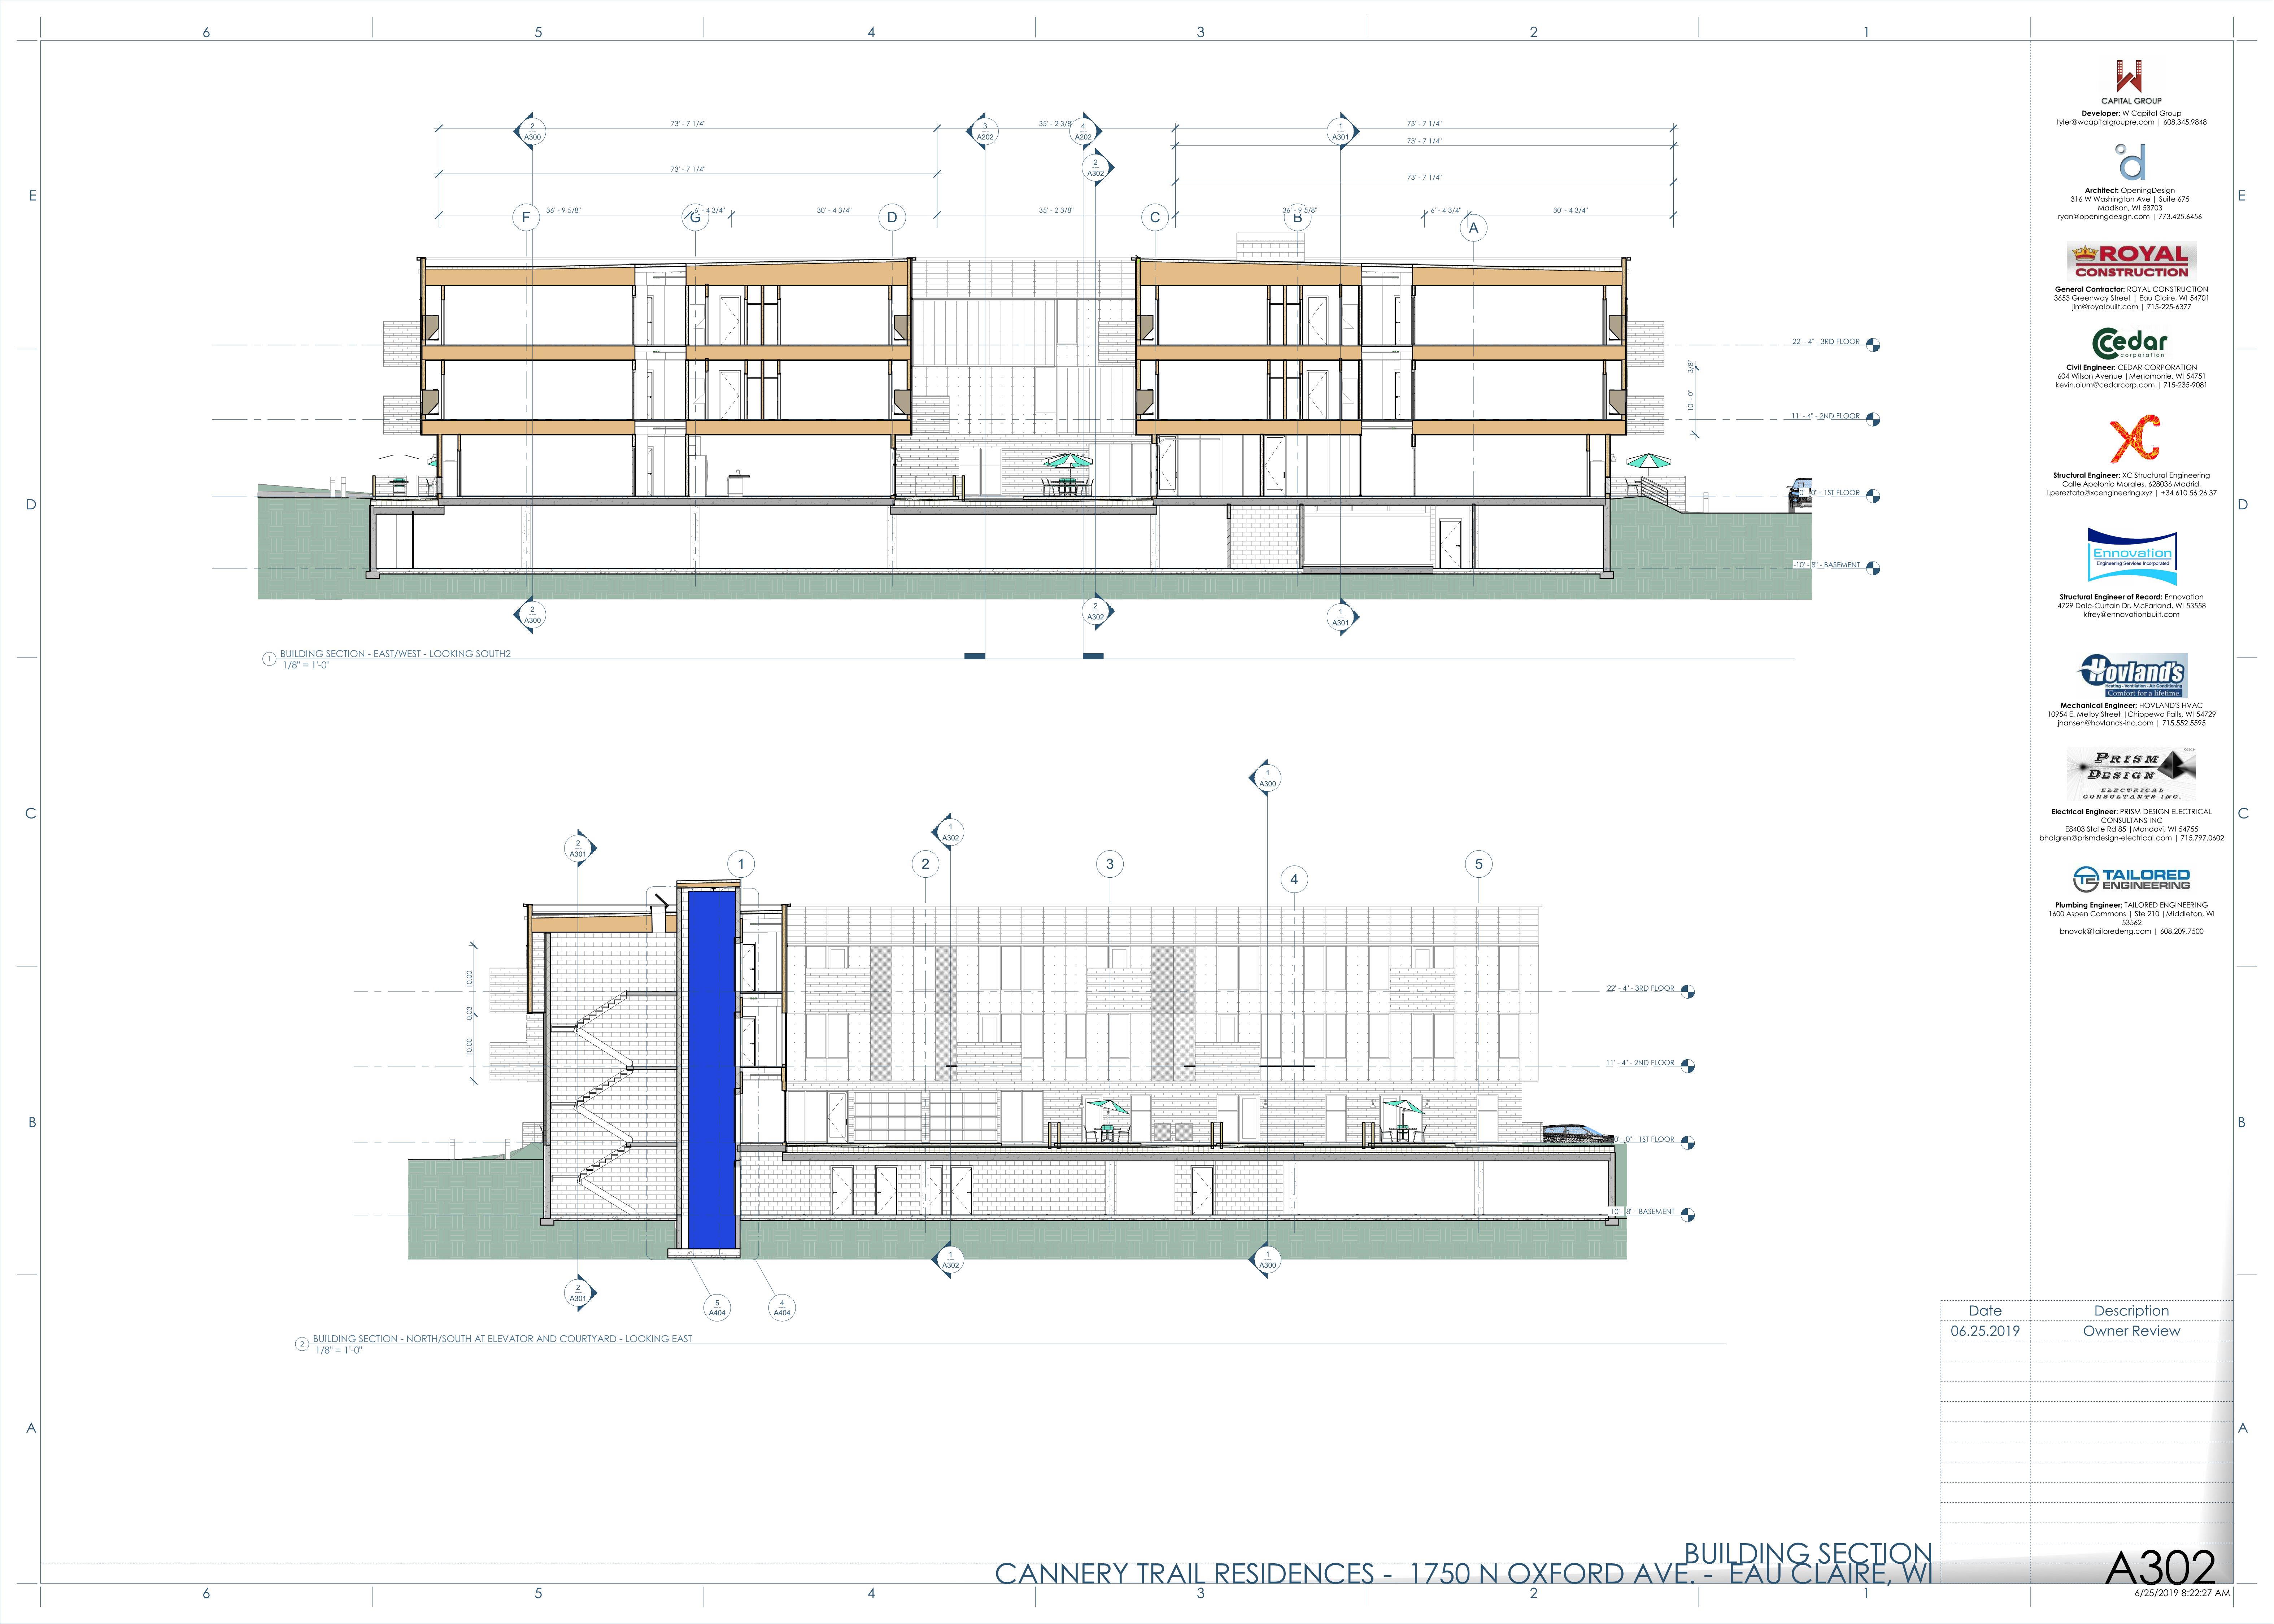 6 5 4 3 2 1
E
D
C
B
A
E
D
C
B
A
73' - 7 1/4"
35' - 2 3/8"
73' - 7 1/4"
73' - 7 1/4"
73' - 7 1/4"
73' - 7 1/4"
2
A300
3
A202
4
A202
2
A302
1
A301
36' - 9 5/8"
6' - 4 3/4"
30' - 4 3/4"
35' - 2 3/8"
36' - 9 5/8"
6' - 4 3/4"
30' - 4 3/4"
F G D C B A
22' - 4" - 3RD FLOOR
10' - 0"
3/8"
11' - 4" - 2ND FLOOR
0" - 1ST FLOOR
-10' - 8" - BASEMENT
2
A300
2
A302
1
A301
1
BUILDING SECTION - EAST/WEST - LOOKING SOUTH2
1/8" = 1'-0"
1
A300
1
A302
2
A301
1 2 3 4 5
10.00
0.03
10.00
22' - 4" - 3RD FLOOR
11' - 4" - 2ND FLOOR
0' - 0" - 1ST FLOOR
-10' - 8" - BASEMENT
2
A301
5
A404
4
A404
1
A302
1
A300
2
BUILDING SECTION - NORTH/SOUTH AT ELEVATOR AND COURTYARD - LOOKING EAST
1/8" = 1'-0"
CAPITAL GROUP
Developer: W Capital Group
tyler@wcapitalgroupre.com | 608.345.9848
Architect: OpeningDesign
316 W Washington Ave | Suite 675
Madison, WI 53703
ryan@openingdesign.com | 773.425.6456
ROYAL
CONSTRUCTION
General Contractor: ROYAL CONSTRUCTION
3653 Greenway Street | Eau Claire, WI 54701
jim@royalbuilt.com | 715-225-6377
Cedar
corporation
Civil Engineer: CEDAR CORPORATION
604 Wilson Avenue |Menomonie, WI 54751
kevin.oium@cedarcorp.com | 715-235-9081
XC
Structural Engineer: XC Structural Engineering
Calle Apolonio Morales, 628036 Madrid,
l.pereztato@xcengineering.xyz | +34 610 56 26 37
Ennovation
Engineering Services Incorporated
Structural Engineer of Record: Ennovation
4729 Dale-Curtain Dr, McFarland, WI 53558
kfrey@ennovationbuilt.com
Hovland's
Heating - Ventilation - Air Conditioning
Comfort for a lifetime.
Mechanical Engineer: HOVLAND'S HVAC
10954 E. Melby Street |Chippewa Falls, WI 54729
jhansen@hovlands-inc.com | 715.552.5595
PRISM
DESIGN
ELECTRICAL
CONSULTANTS INC.
Electrical Engineer: PRISM DESIGN ELECTRICAL
CONSULTANS INC
E8403 State Rd 85 |Mondovi, WI 54755
bhalgren@prismdesign-electrical.com | 715.797.0602
TE TAILORED
ENGINEERING
Plumbing Engineer: TAILORED ENGINEERING
1600 Aspen Commons | Ste 210 |Middleton, WI
53562
bnovak@tailoredeng.com | 608.209.7500
Date Description
06.25.2019 Owner Review
BUILDING SECTION
CANNERY TRAIL RESIDENCES - 1750 N OXFORD AVE. - EAU CLAIRE, WI
A302
6/25/2019 8:22:27 AM
6 5 4 3 2 1